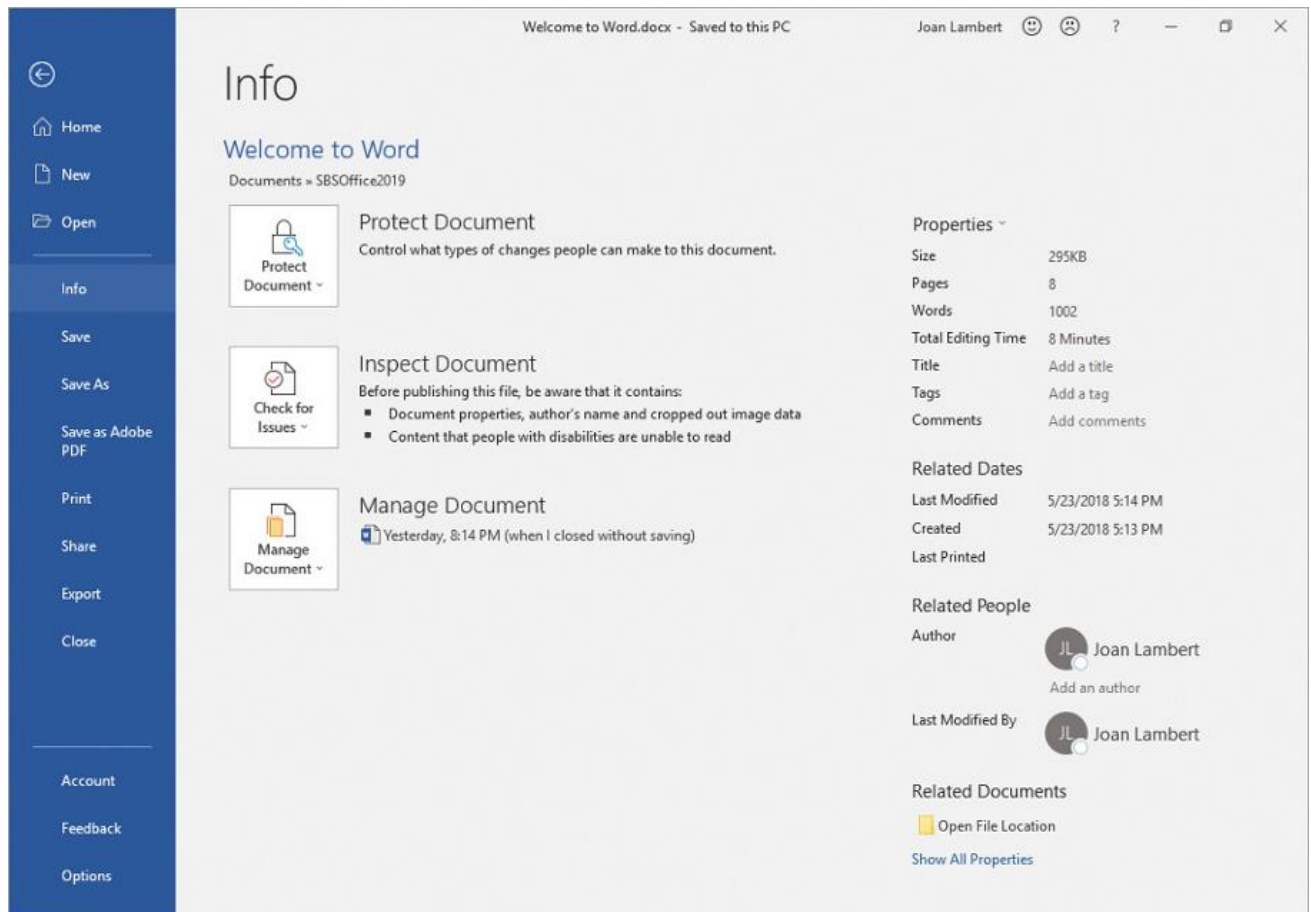 Welcome to Word.docx - Saved to this PC
Joan Lambert
?
Info
Home
New
Open
Info
Save
Save As
Save as Adobe
PDF
Print
Share
Export
Close
Account
Feedback
Options
Welcome to Word
Documents » SBSOffice2019
Protect
Document
Protect Document
Control what types of changes people can make to this document.
Check for
Issues
Inspect Document
Before publishing this file, be aware that it contains:
▪ Document properties, author's name and cropped out image data
▪ Content that people with disabilities are unable to read
Manage
Document
Manage Document
Yesterday, 8:14 PM (when I closed without saving)
Properties
Size 295KB
Pages 8
Words 1002
Total Editing Time 8 Minutes
Title Add a title
Tags Add a tag
Comments Add comments
Related Dates
Last Modified 5/23/2018 5:14 PM
Created 5/23/2018 5:13 PM
Last Printed
Related People
Author JL Joan Lambert
Add an author
Last Modified By JL Joan Lambert
Related Documents
Open File Location
Show All Properties